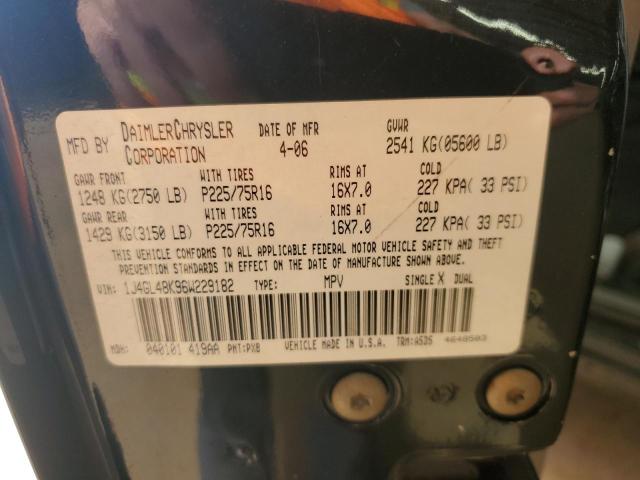 MFD BY DAIMLERCHRYSLER CORPORATION DATE OF MFR 4-06 GVWR 2541 KG(05600 LB)
GAWR FRONT WITH TIRES RIMS AT COLD
1248 KG(2750 LB) P225/75R16 16X7.0 227 KPA( 33 PSI)
GAWR REAR WITH TIRES RIMS AT COLD
1429 KG(3150 LB) P225/75R16 16X7.0 227 KPA( 33 PSI)
THIS VEHICLE CONFORMS TO ALL APPLICABLE FEDERAL MOTOR VEHICLE SAFETY AND THEFT
PREVENTION STANDARDS IN EFFECT ON THE DATE OF MANUFACTURE SHOWN ABOVE.
VIN: 1J4GL48K96W229182 TYPE: MPV SINGLE X DUAL
MDH: 040101 419AA PNT:PXB VEHICLE MADE IN U.S.A. TRM:A5D5 4648503